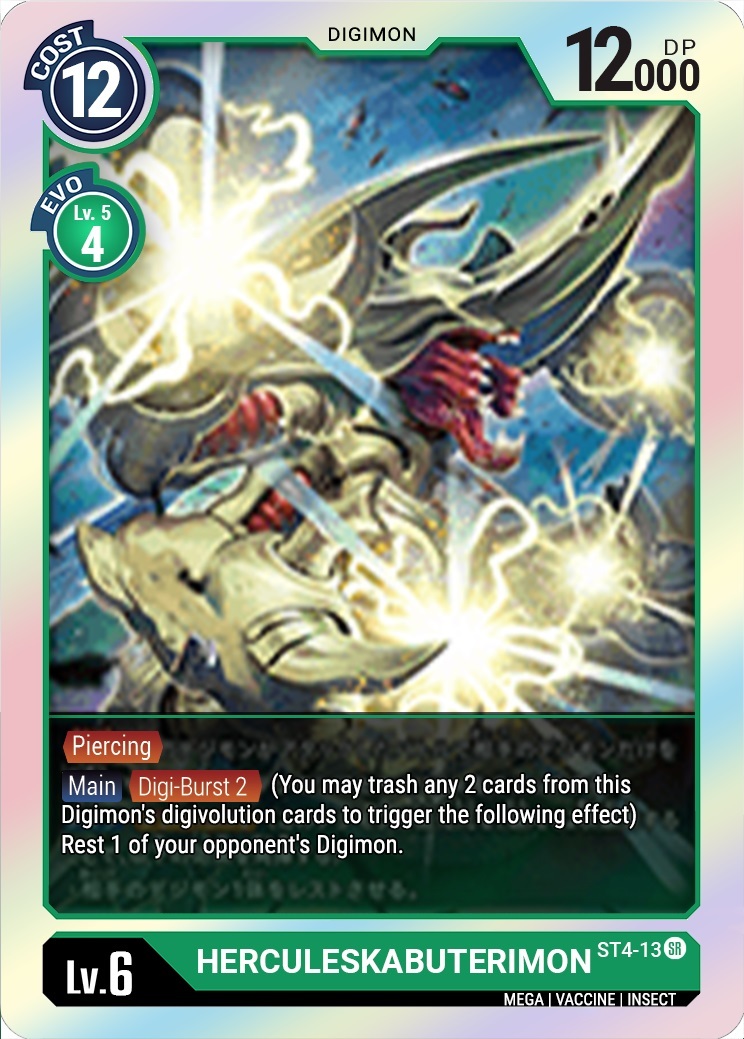 DIGIMON
COST
12
12000
DP
EVO
Lv. 5
4
Piercing
Main Digi-Burst 2 (You may trash any 2 cards from this
Digimon's digivolution cards to trigger the following effect)
Rest 1 of your opponent's Digimon.
Lv.6
HERCULESKABUTERIMON
ST4-13 SR
MEGA | VACCINE | INSECT